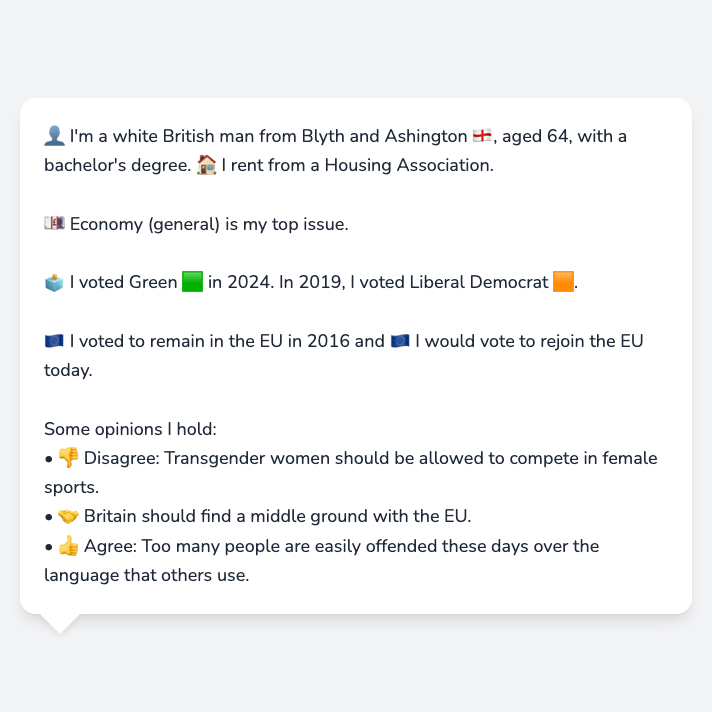 👤 I'm a white British man from Blyth and Ashington 🏴󠁧󠁢󠁥󠁮󠁧󠁿, aged 64, with a
bachelor's degree. 🏠 I rent from a Housing Association.
💷 Economy (general) is my top issue.
🗳️ I voted Green 🟩 in 2024. In 2019, I voted Liberal Democrat 🟧.
🇪🇺 I voted to remain in the EU in 2016 and 🇪🇺 I would vote to rejoin the EU
today.
Some opinions I hold:
• 👎 Disagree: Transgender women should be allowed to compete in female
sports.
• 🤝 Britain should find a middle ground with the EU.
• 👍 Agree: Too many people are easily offended these days over the
language that others use.